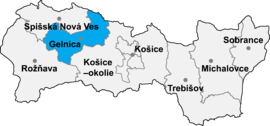 Spišská Nová Ves
Gelnica
Rožňava
Košice
–okolie
Košice
Sobrance
Michalovce
Trebišov